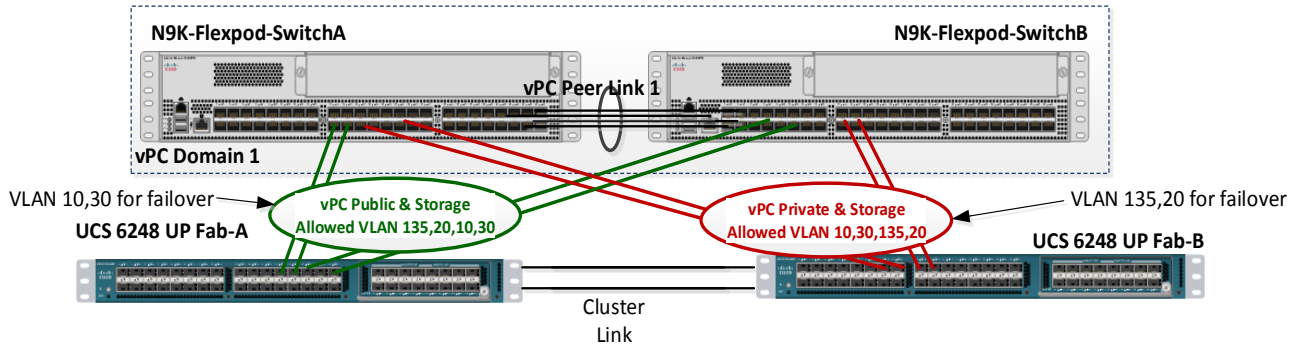 N9K-Flexpod-SwitchA
N9K-Flexpod-SwitchB
vPC Peer Link 1
vPC Domain 1
VLAN 10,30 for failover
vPC Public & Storage
Allowed VLAN 135,20,10,30
vPC Private & Storage
Allowed VLAN 10,30,135,20
VLAN 135,20 for failover
UCS 6248 UP Fab-A
UCS 6248 UP Fab-B
Cluster
Link